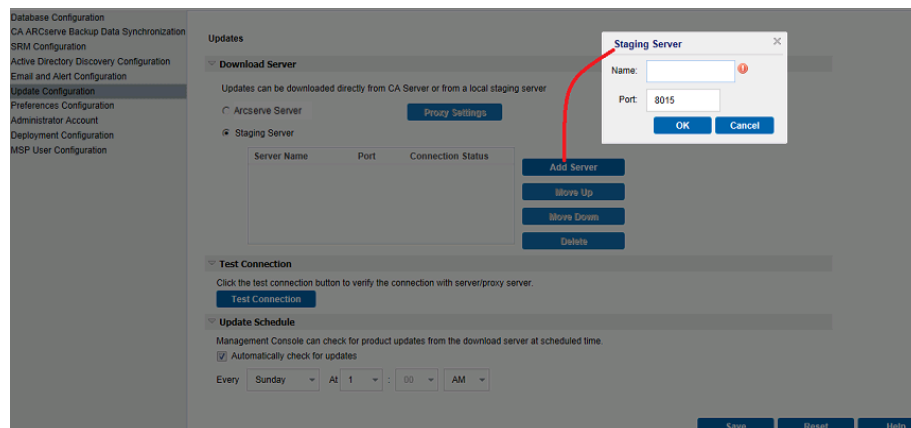 Database Configuration
CA ARCserve Backup Data Synchronization
SRM Configuration
Active Directory Discovery Configuration
Email and Alert Configuration
Update Configuration
Preferences Configuration
Administrator Account
Deployment Configuration
MSP User Configuration
Updates
Download Server
Updates can be downloaded directly from CA Server or from a local staging server
Arcserve Server
Proxy Settings
Staging Server
Server Name Port Connection Status
Add Server
Move Up
Move Down
Delete
Test Connection
Click the test connection button to verify the connection with server/proxy server.
Test Connection
Update Schedule
Management Console can check for product updates from the download server at scheduled time.
Automatically check for updates
Every Sunday At 1 : 00 AM
Save Reset Help
Staging Server
Name:
Port: 8015
OK Cancel